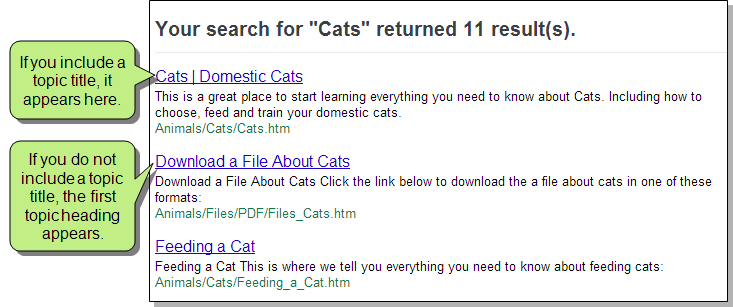 Your search for "Cats" returned 11 result(s).
If you include a
topic title, it
appears here.
Cats | Domestic Cats
This is a great place to start learning everything you need to know about Cats. Including how to
choose, feed and train your domestic cats.
Animals/Cats/Cats.htm
If you do not
include a topic
title, the first
topic heading
appears.
Download a File About Cats
Download a File About Cats Click the link below to download the a file about cats in one of these
formats:
Animals/Files/PDF/Files_Cats.htm
Feeding a Cat
Feeding a Cat This is where we tell you everything you need to know about feeding cats:
Animals/Cats/Feeding_a_Cat.htm